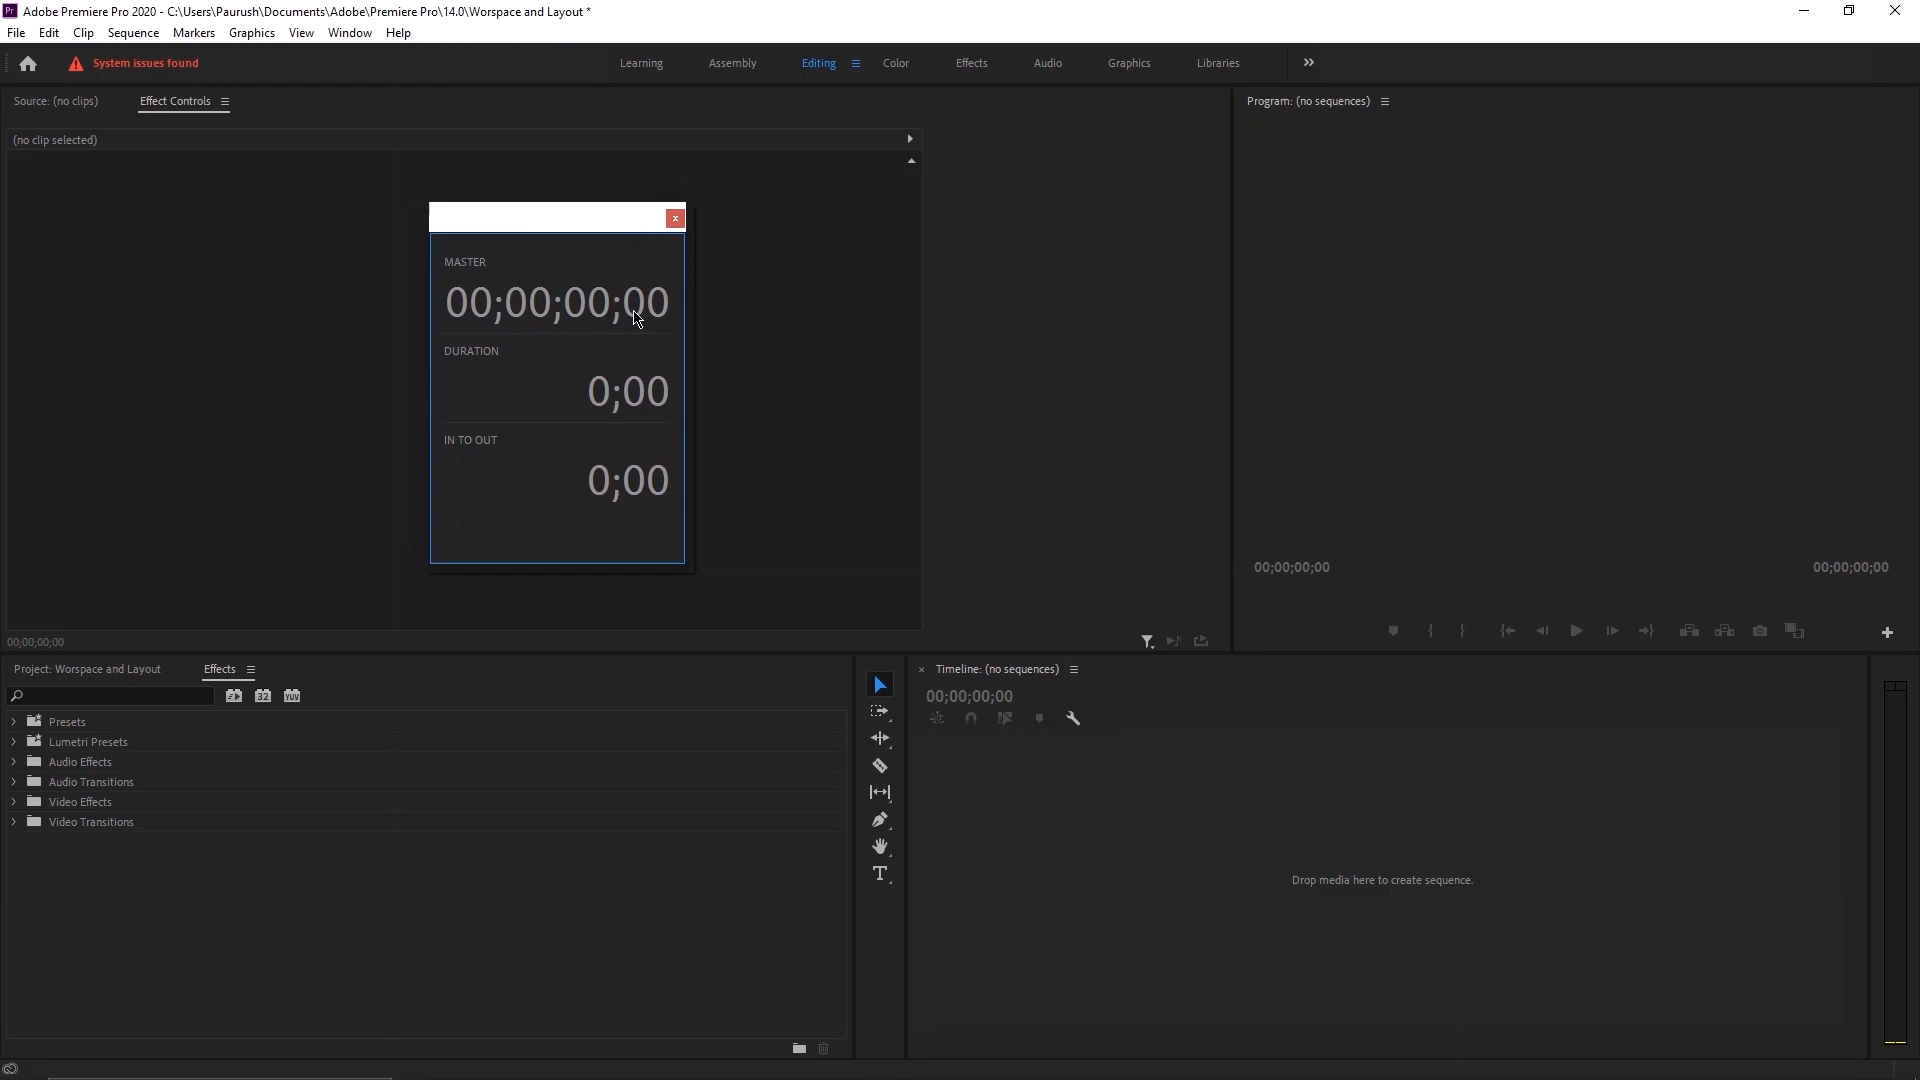 Adobe Premiere Pro 2020 - C:\Users\Paurush\Documents\Adobe\Premiere Pro\14.0\Worspace and Layout *
File Edit Clip Sequence Markers Graphics View Window Help
System issues found
Learning Assembly Editing Color Effects Audio Graphics Libraries
Source: (no clips) Effect Controls
Program: (no sequences)
(no clip selected)
MASTER
00;00;00;00
DURATION
0;00
IN TO OUT
0;00
00;00;00;00 00;00;00;00
00;00;00;00
Project: Worspace and Layout Effects
32 YUV
Presets
Lumetri Presets
Audio Effects
Audio Transitions
Video Effects
Video Transitions
Timeline: (no sequences)
00;00;00;00
Drop media here to create sequence.